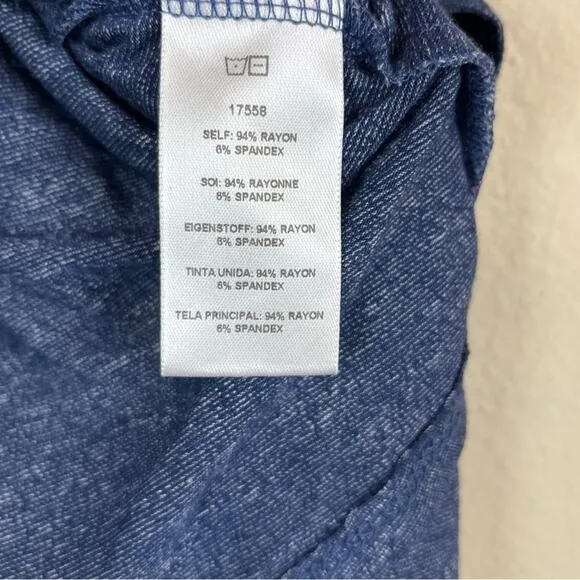 17558
SELF: 94% RAYON
6% SPANDEX
SOI: 94% RAYONNE
6% SPANDEX
EIGENSTOFF: 94% RAYON
6% SPANDEX
TINTA UNIDA: 94% RAYON
6% SPANDEX
TELA PRINCIPAL: 94% RAYON
6% SPANDEX